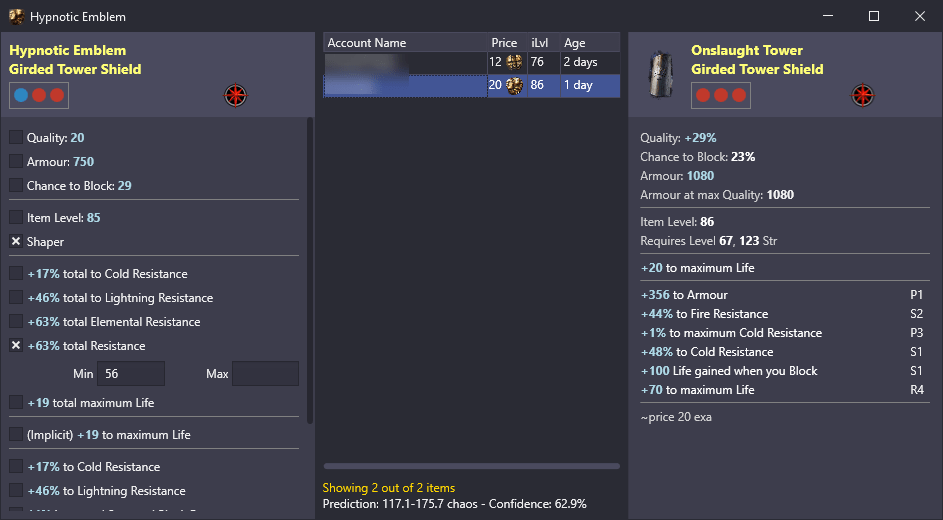 Hypnotic Emblem
Hypnotic Emblem
Girded Tower Shield
Quality: 20
Armour: 750
Chance to Block: 29
Item Level: 85
Shaper
+17% total to Cold Resistance
+46% total to Lightning Resistance
+63% total Elemental Resistance
+63% total Resistance
Min 56 Max
+19 total maximum Life
(Implicit) +19 to maximum Life
+17% to Cold Resistance
+46% to Lightning Resistance
Account Name Price iLvl Age
12 76 2 days
20 86 1 day
Showing 2 out of 2 items
Prediction: 117.1-175.7 chaos - Confidence: 62.9%
Onslaught Tower
Girded Tower Shield
Quality: +29%
Chance to Block: 23%
Armour: 1080
Armour at max Quality: 1080
Item Level: 86
Requires Level 67, 123 Str
+20 to maximum Life
+356 to Armour P1
+44% to Fire Resistance S2
+1% to maximum Cold Resistance P3
+48% to Cold Resistance S1
+100 Life gained when you Block S1
+70 to maximum Life R4
~price 20 exa